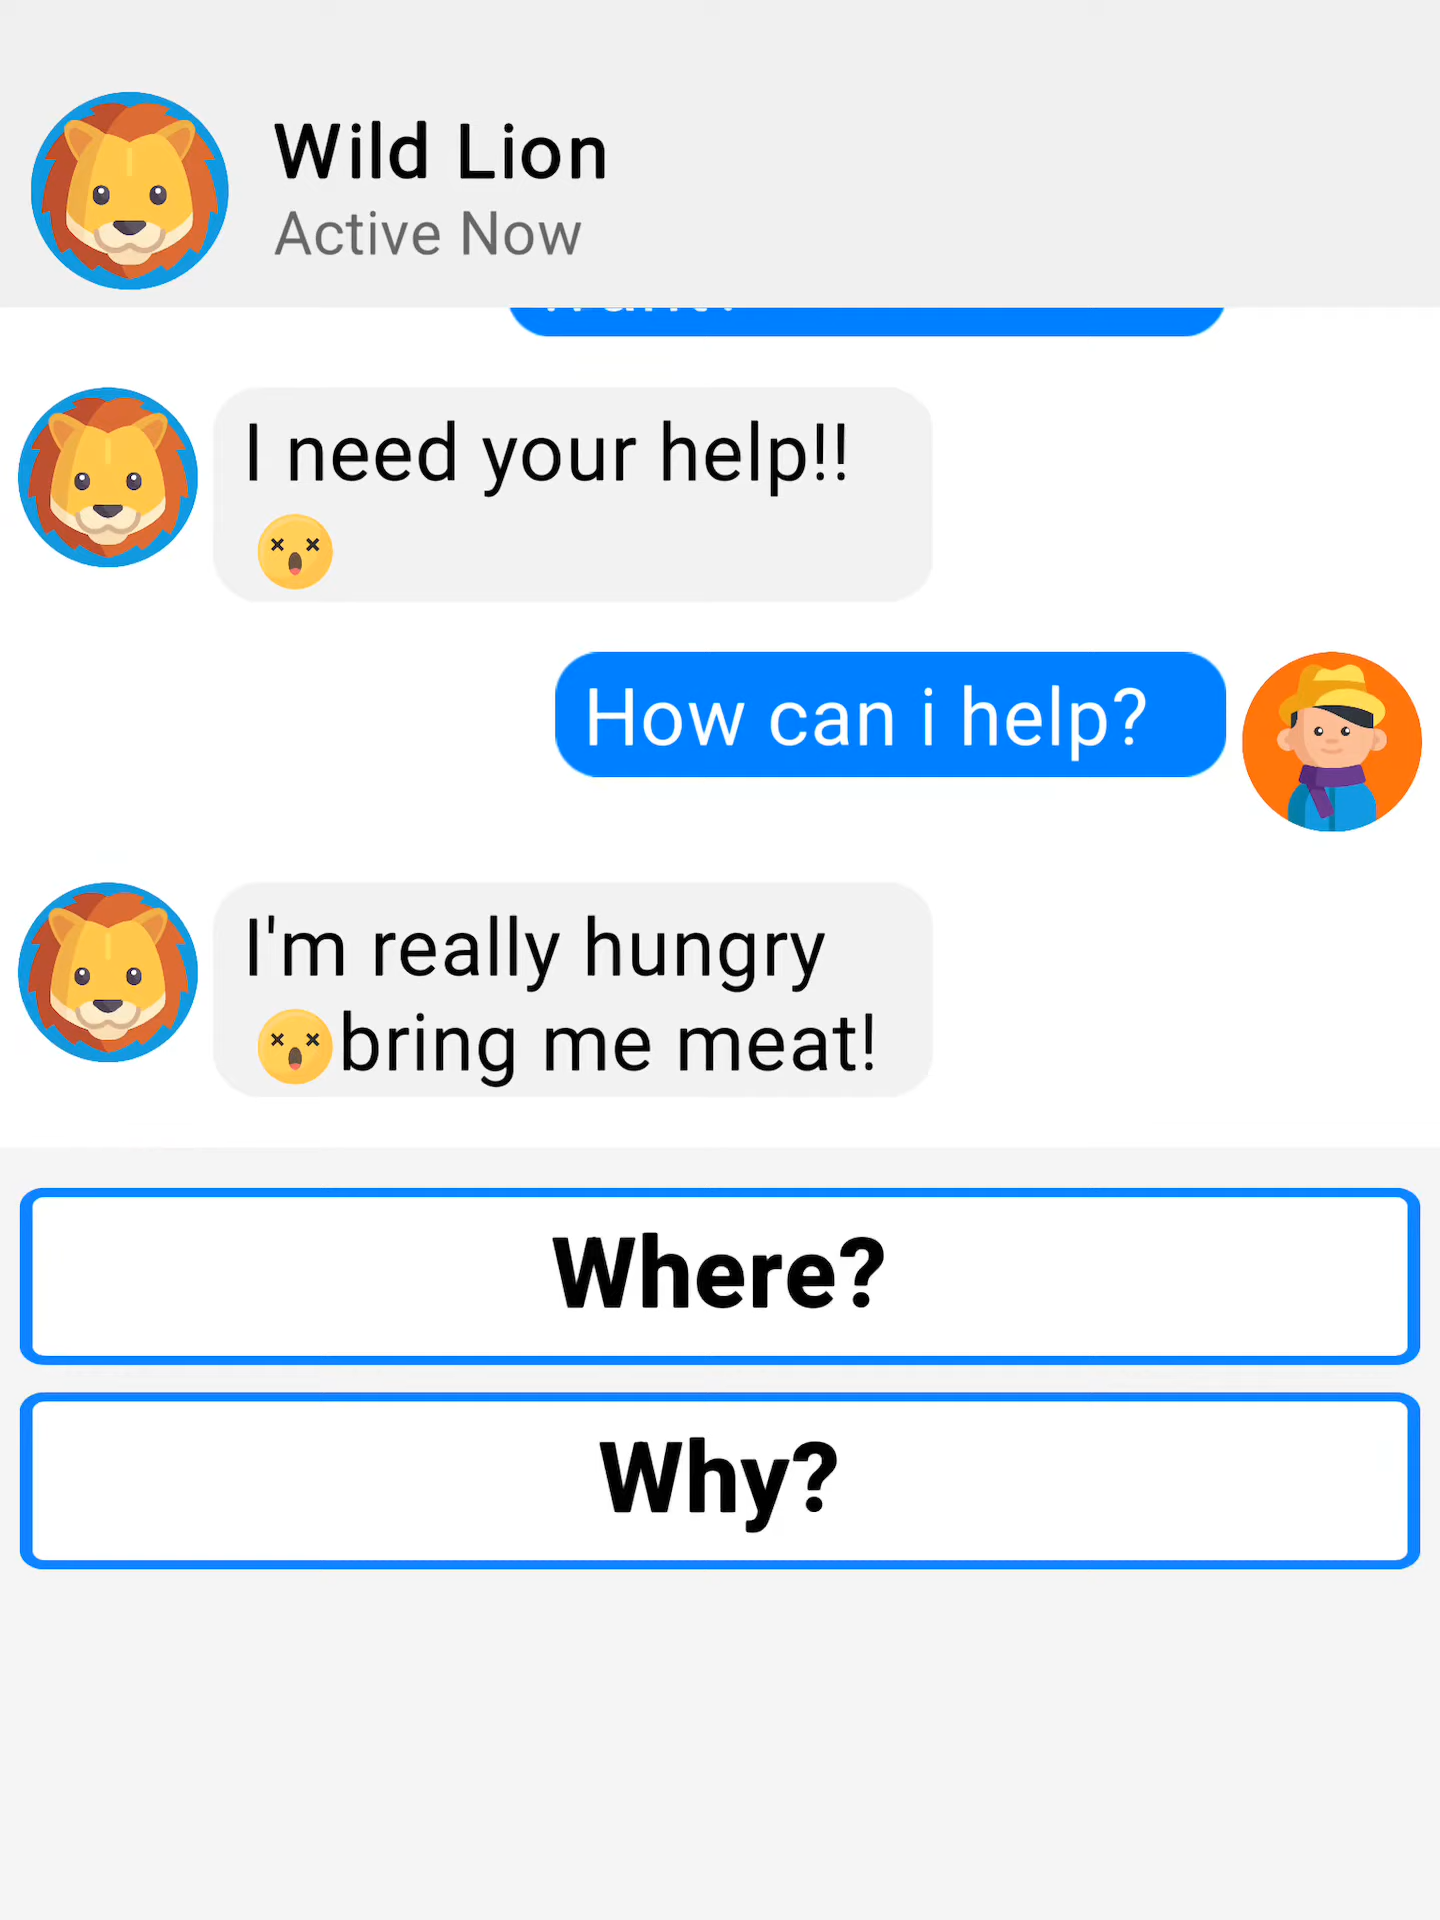 Wild Lion
Active Now
I need your help!!
How can i help?
I'm really hungry
bring me meat!
Where?
Why?